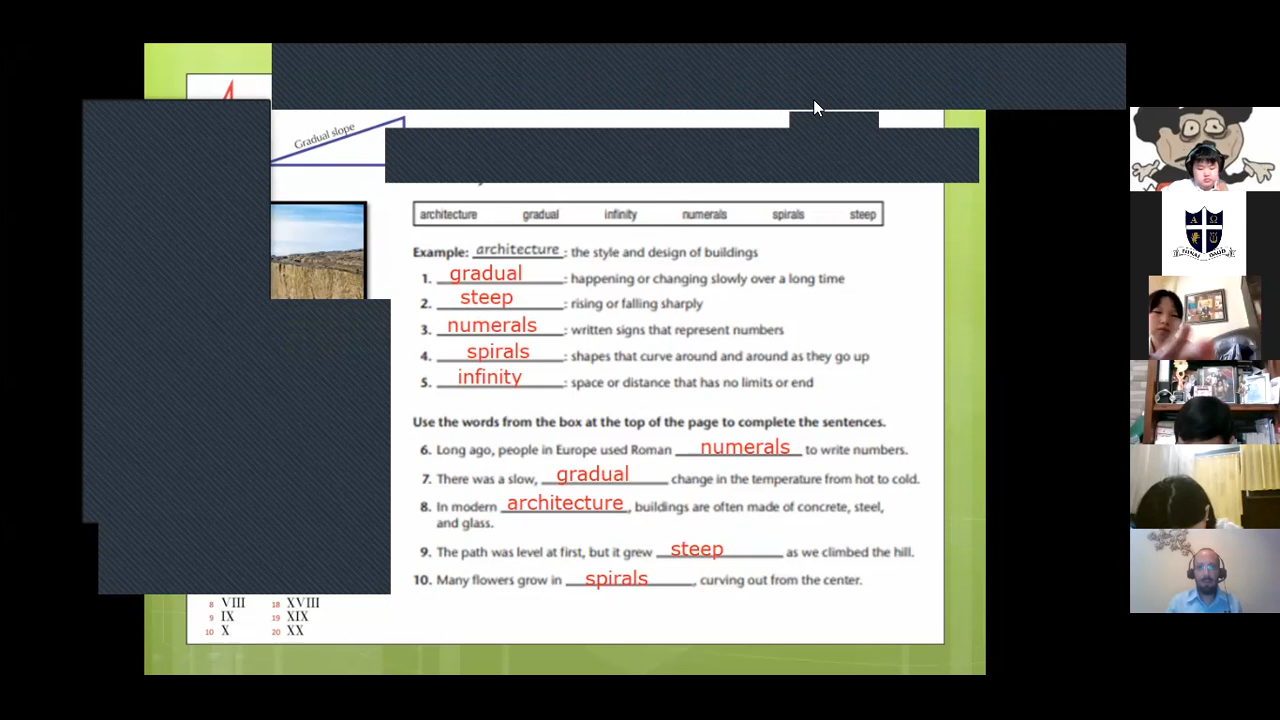 Gradual slope
architecture gradual infinity numerals spirals steep
Example: architecture : the style and design of buildings
1. gradual : happening or changing slowly over a long time
2. steep : rising or falling sharply
3. numerals : written signs that represent numbers
4. spirals : shapes that curve around and around as they go up
5. infinity : space or distance that has no limits or end
Use the words from the box at the top of the page to complete the sentences.
6. Long ago, people in Europe used Roman numerals to write numbers.
7. There was a slow, gradual change in the temperature from hot to cold.
8. In modern architecture, buildings are often made of concrete, steel,
and glass.
9. The path was level at first, but it grew steep as we climbed the hill.
10. Many flowers grow in spirals, curving out from the center.
8 VIII 18 XVIII
9 IX 19 XIX
10 X 20 XX
Α Ω